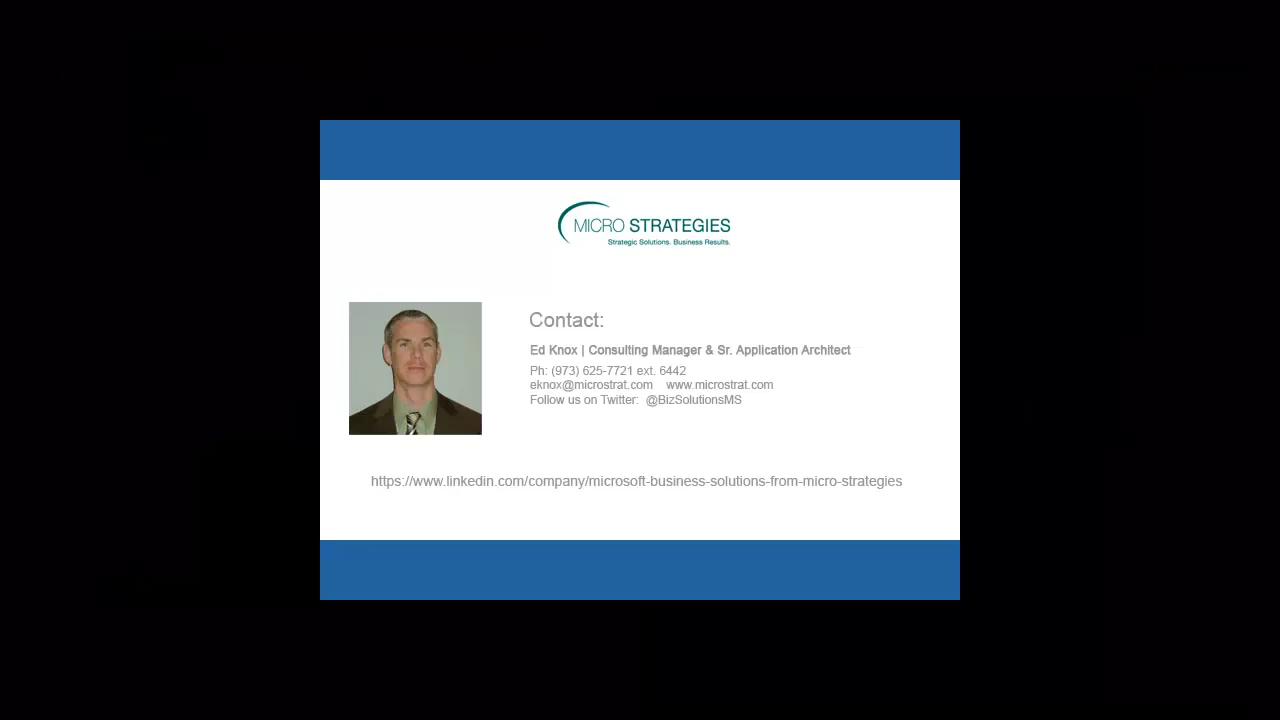 MICRO STRATEGIES
Strategic Solutions. Business Results.
Contact:
Ed Knox | Consulting Manager & Sr. Application Architect
Ph: (973) 625-7721 ext. 6442
eknox@microstrat.com www.microstrat.com
Follow us on Twitter: @BizSolutionsMS
https://www.linkedin.com/company/microsoft-business-solutions-from-micro-strategies